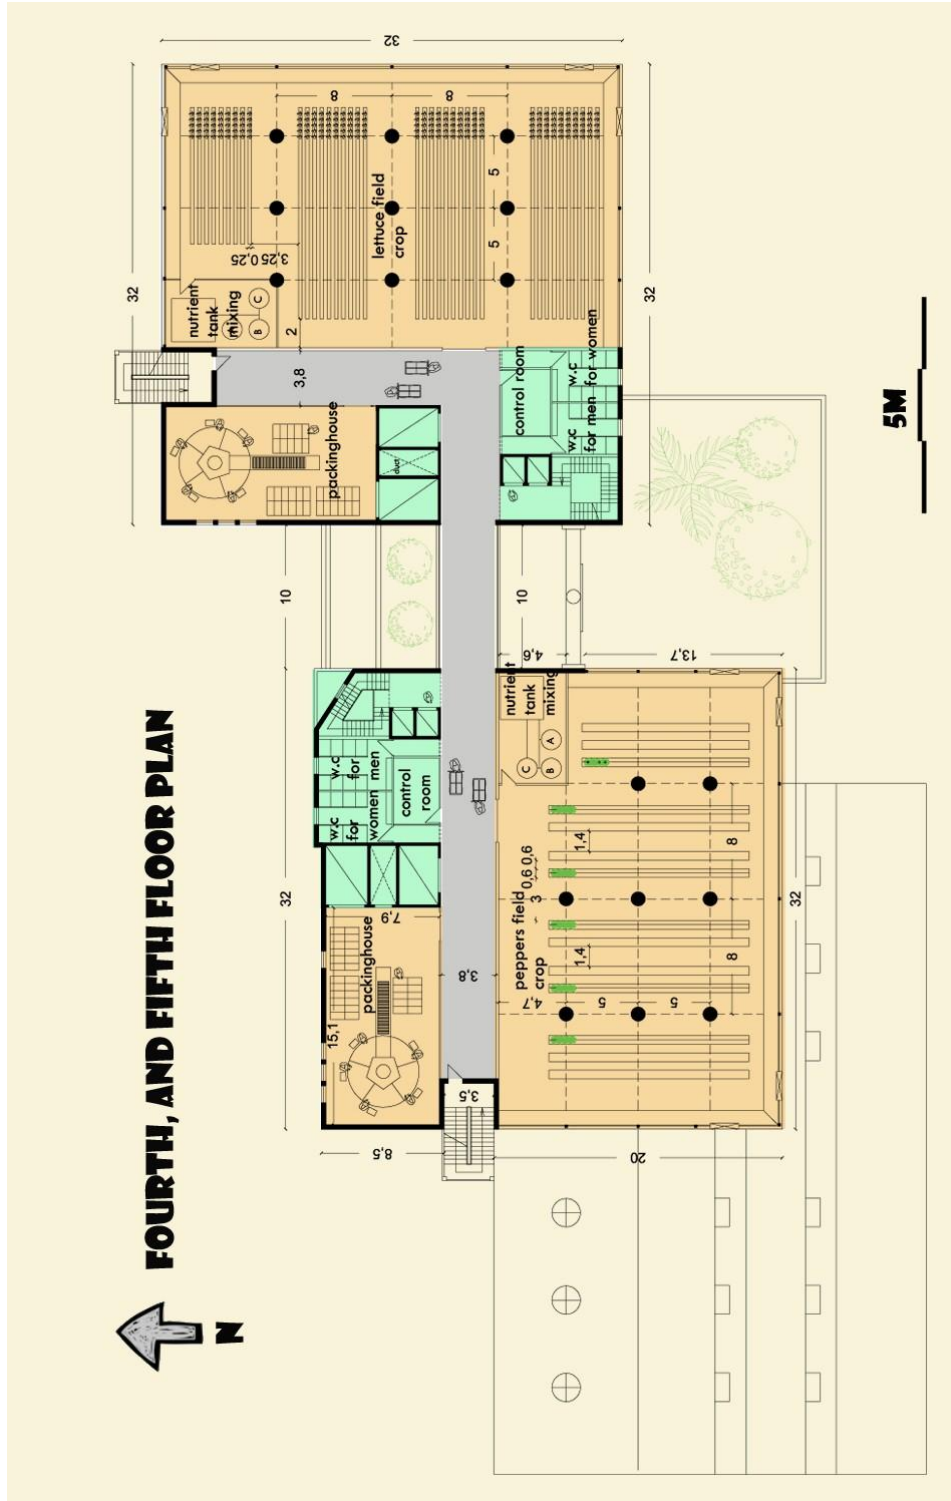 FOURTH, AND FIFTH FLOOR PLAN
N
5M
32
32
32
8
8
5
5
lettuce field
crop
3,25
0,25
nutrient
tank
mixing
C
B
2
3,8
packinghouse
duct
control room
w.c
for men
w.c
for women
10
10
4,6
13,7
nutrient
tank
mixing
A
B
C
w.c
for
men
w.c
for
women
control
room
32
7,9
packinghouse
15,1
3,8
3,5
8,5
peppers field
crop
0,6
0,6
1,4
3
1,4
4,7
5
5
8
8
32
20